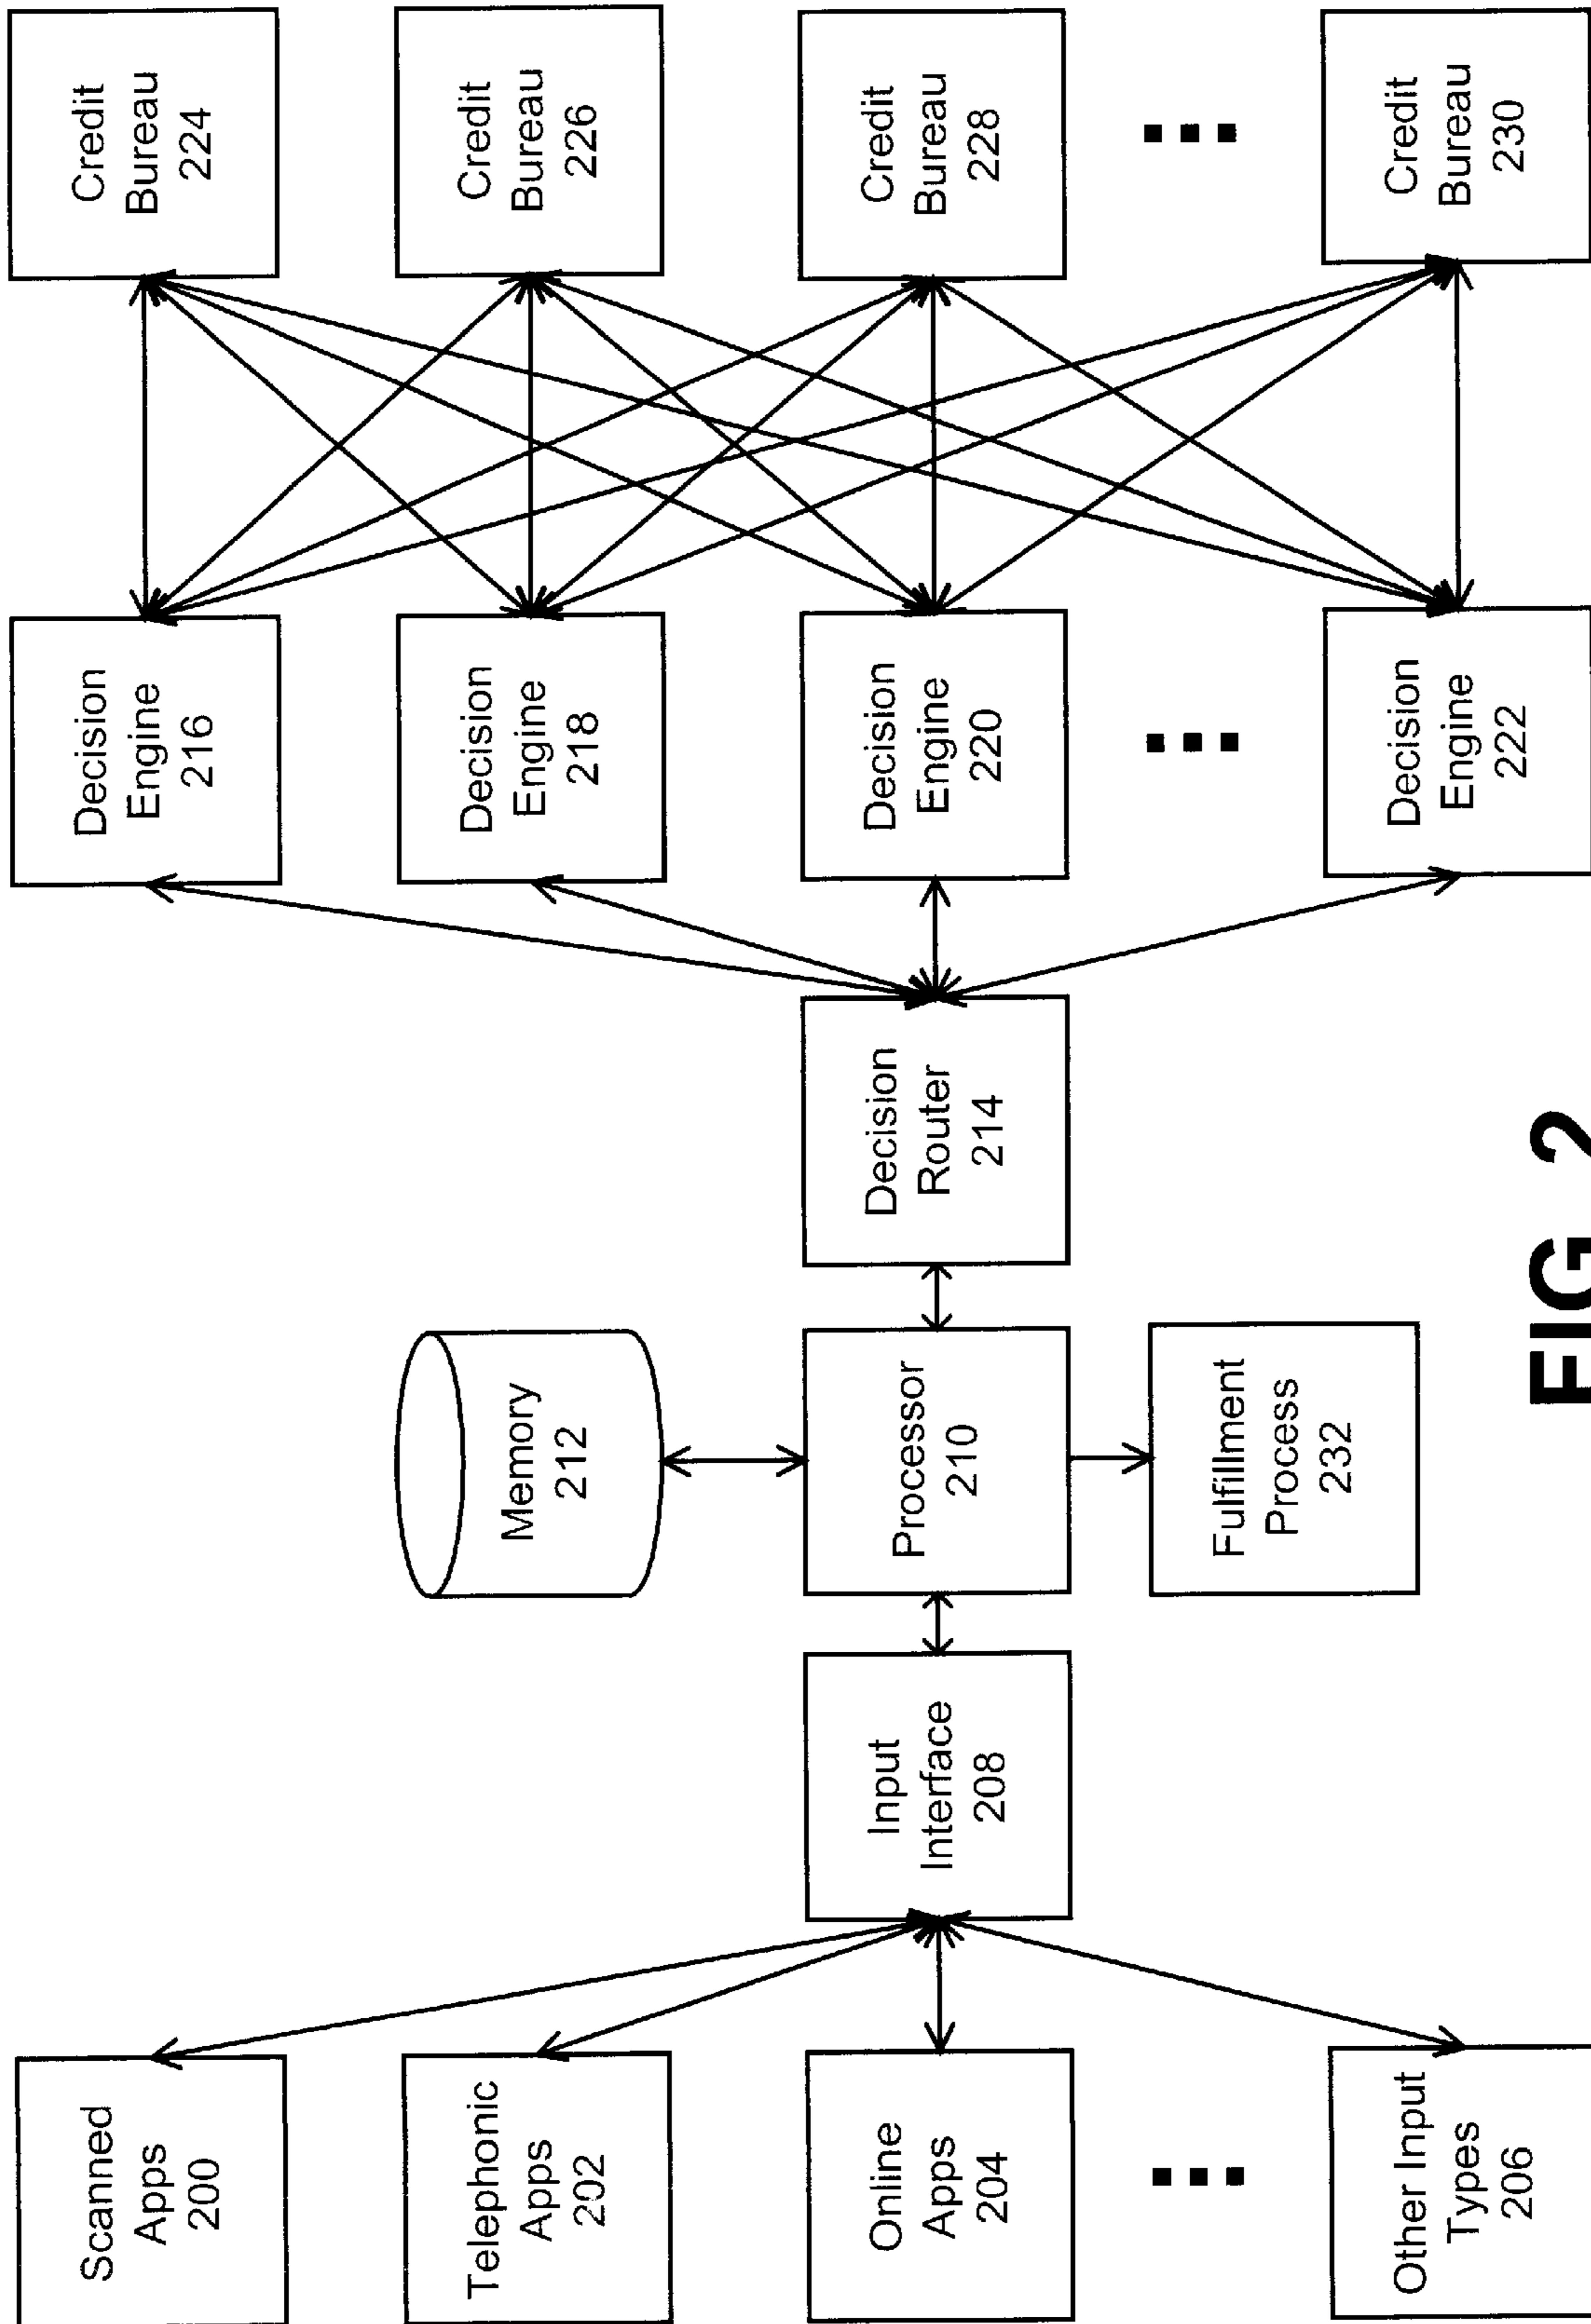 Scanned
Apps
200
Telephonic
Apps
202
Online
Apps
204
Other Input
Types
206
Input
Interface
208
Memory
212
Processor
210
Fulfillment
Process
232
Decision
Router
214
Decision
Engine
216
Decision
Engine
218
Decision
Engine
220
Decision
Engine
222
Credit
Bureau
224
Credit
Bureau
226
Credit
Bureau
228
Credit
Bureau
230
FIG 2